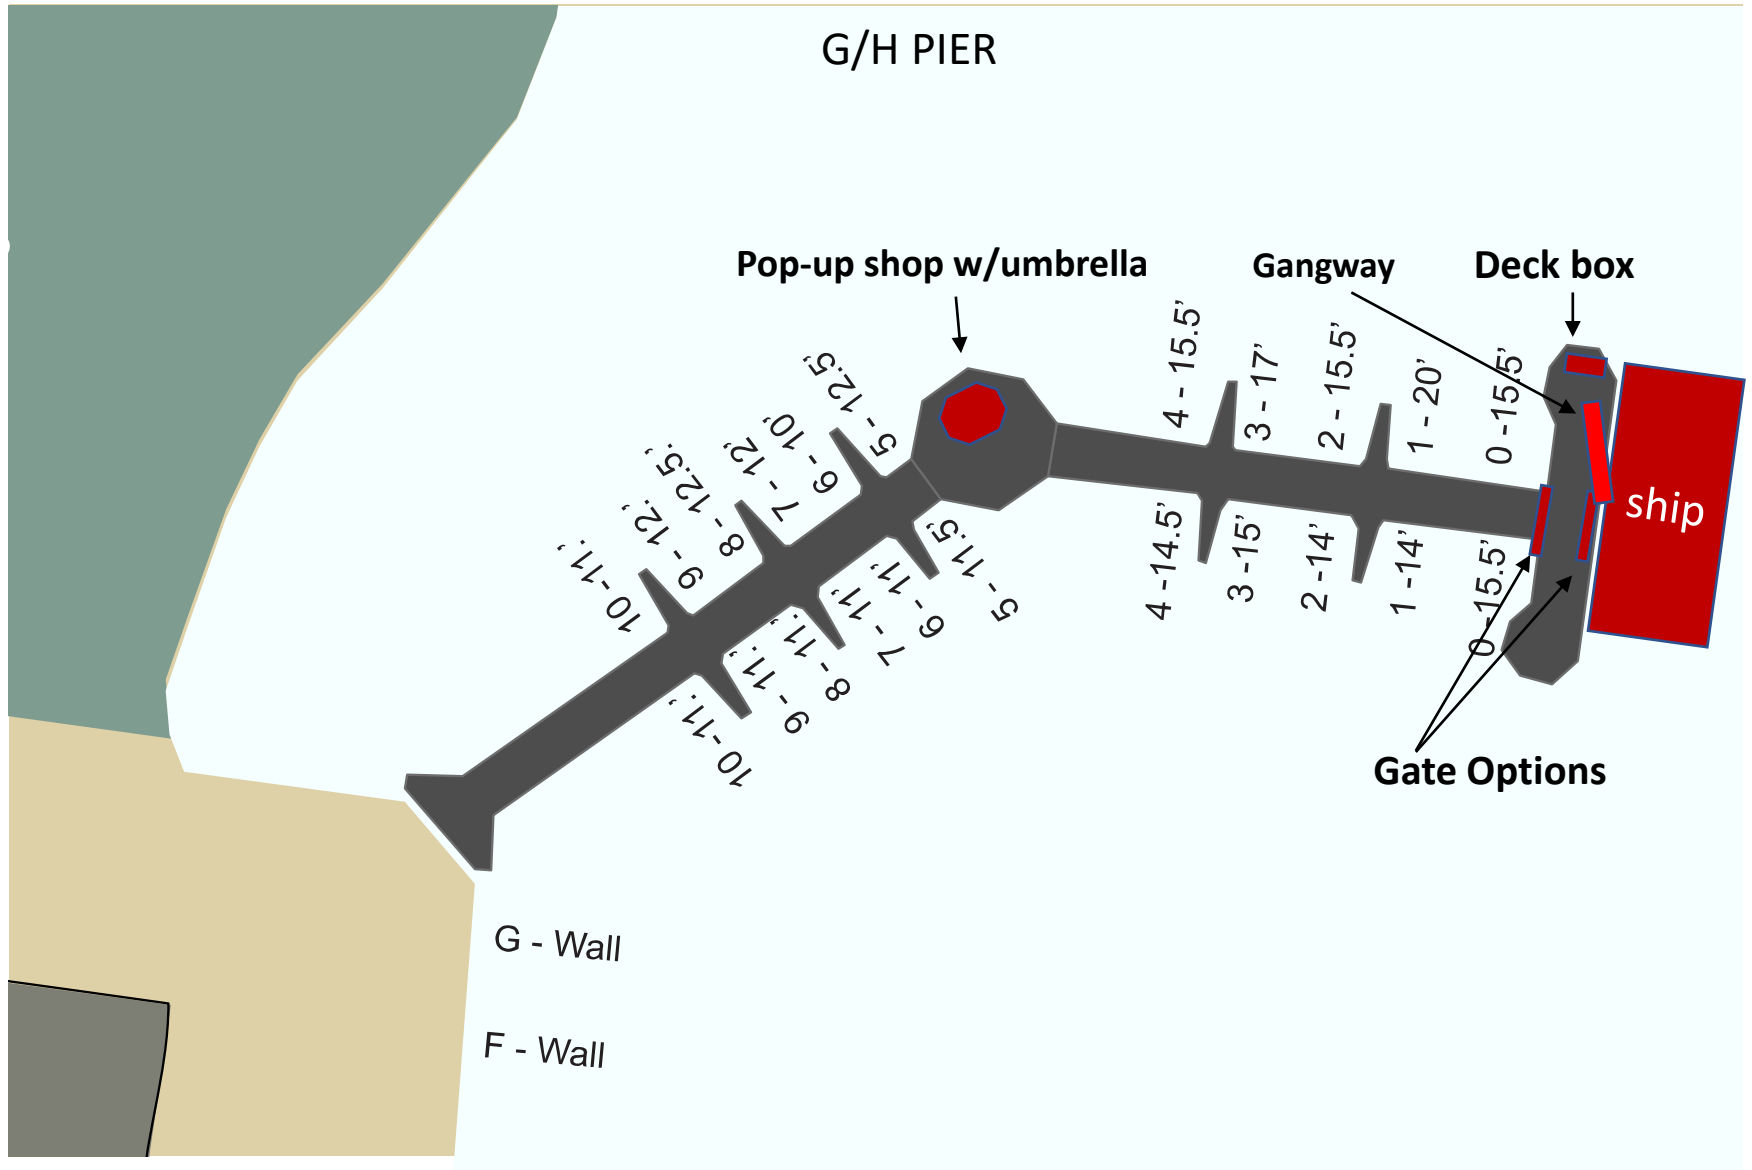 G/H PIER
Pop-up shop w/umbrella
Gangway
Deck box
4 - 15.5’
3 - 17’
2 - 15.5’
1 - 20’
0 -15.5’
5 - 12.5’
6 - 10’
7 - 12’
8 - 12.5.’
9 - 12.’
10 -11.’
ship
4 -14.5’
3 -15’
2 -14’
1 -14’
0 -15.5’
5 - 11.5’
6 - 11’
7 - 11’
8 - 11.’
9 - 11.’
10 -11.’
Gate Options
G - Wall
F - Wall